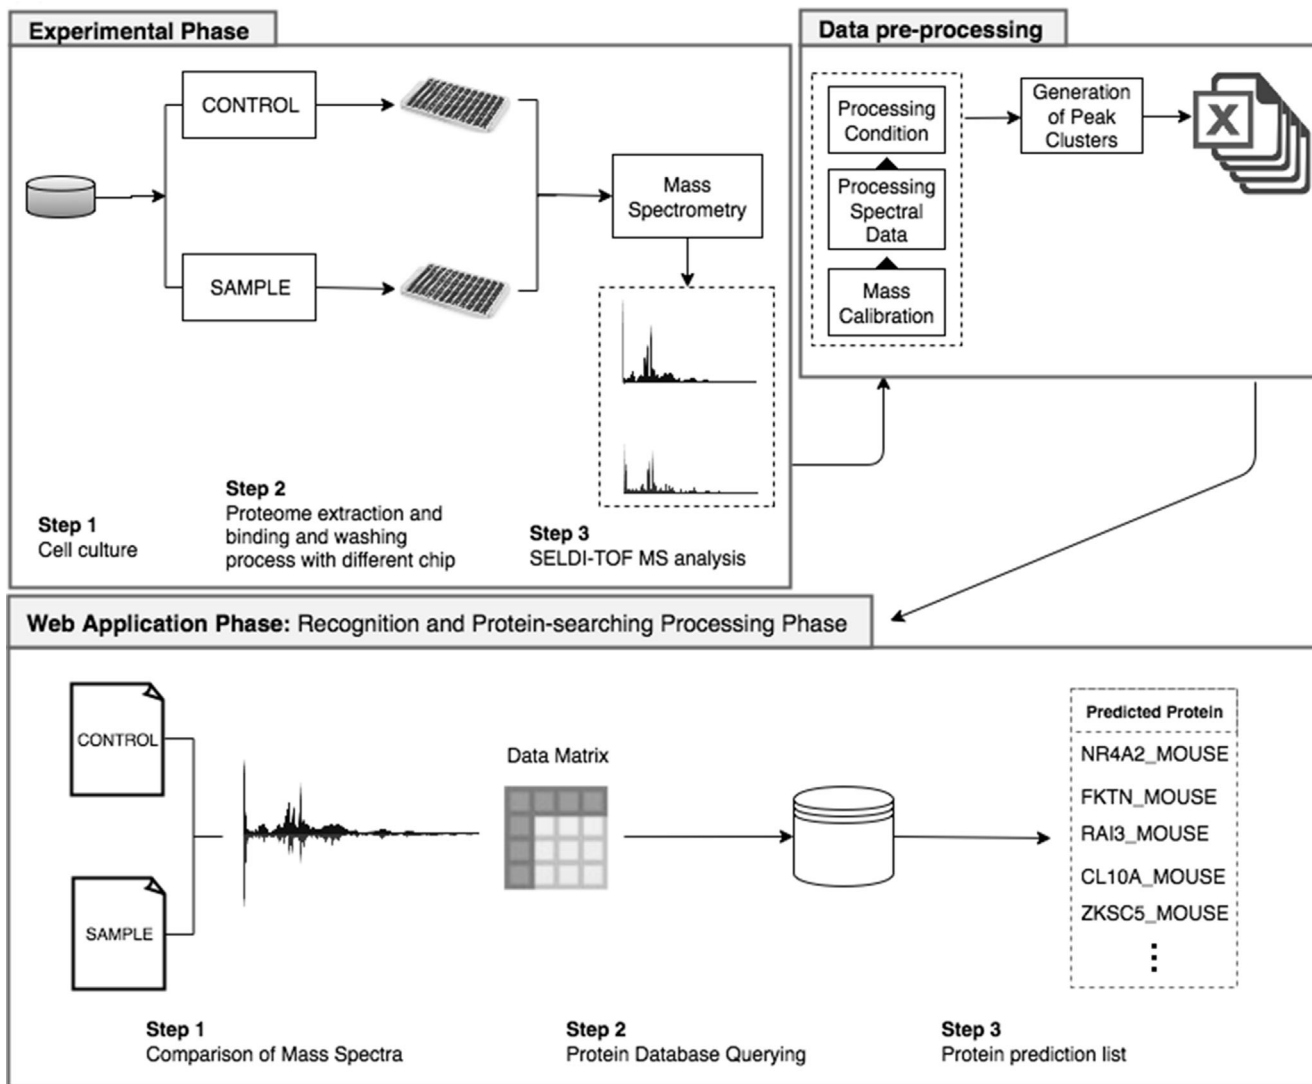 Experimental Phase
CONTROL
SAMPLE
Mass
Spectrometry
Step 1
Cell culture
Step 2
Proteome extraction and
binding and washing
process with different chip
Step 3
SELDI-TOF MS analysis
Data pre-processing
Processing
Condition
Processing
Spectral
Data
Mass
Calibration
Generation
of Peak
Clusters
X
Web Application Phase: Recognition and Protein-searching Processing Phase
CONTROL
SAMPLE
Data Matrix
Predicted Protein
NR4A2_MOUSE
FKTN_MOUSE
RAI3_MOUSE
CL10A_MOUSE
ZKSC5_MOUSE
⋮
Step 1
Comparison of Mass Spectra
Step 2
Protein Database Querying
Step 3
Protein prediction list